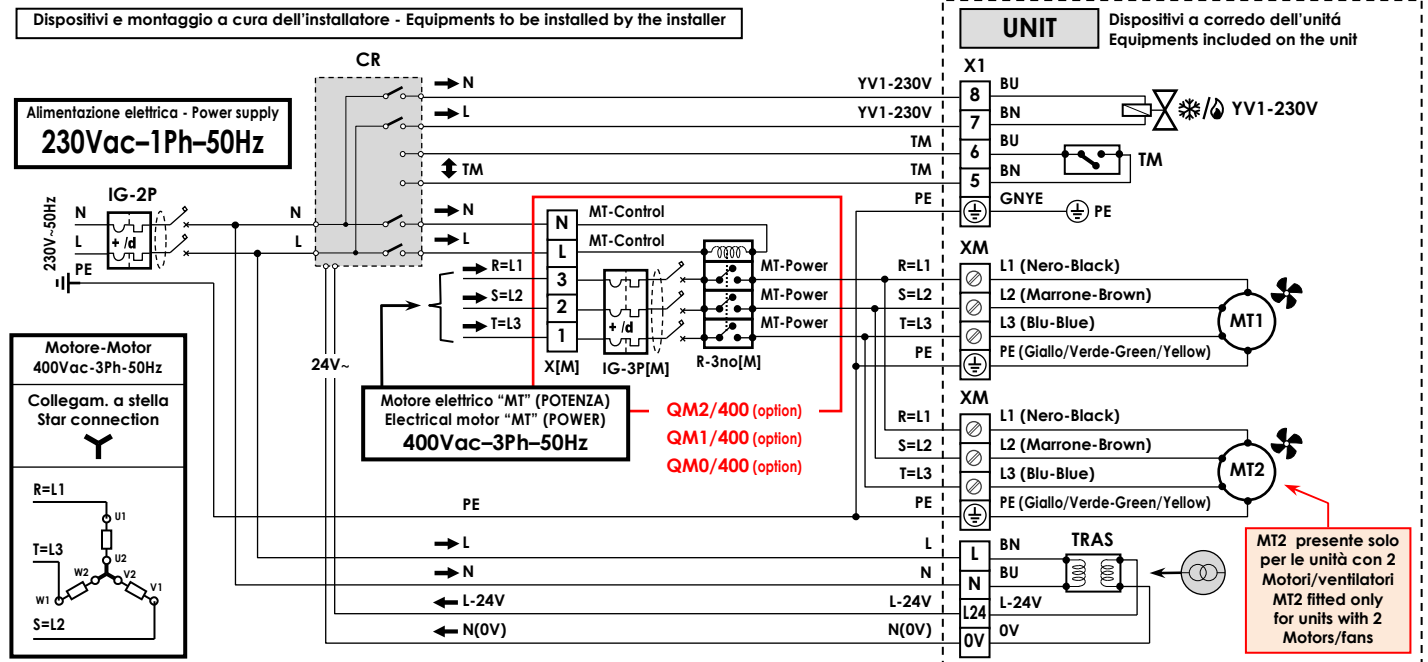 Dispositivi e montaggio a cura dell'installatore - Equipments to be installed by the installer
UNIT
Dispositivi a corredo dell'unitá
Equipments included on the unit
Alimentazione elettrica - Power supply
230Vac–1Ph–50Hz
CR
N
L
TM
N
L
YV1-230V
YV1-230V
TM
TM
PE
X1
8
BU
7
BN
6
BU
5
BN
GNYE
PE
YV1-230V
TM
IG-2P
230V~50Hz
N
L
PE
+ /d
N
L
24V~
R=L1
S=L2
T=L3
N
L
3
2
1
X[M]
MT-Control
MT-Control
+ /d
IG-3P[M]
R-3no[M]
MT-Power
MT-Power
MT-Power
Motore elettrico "MT" (POTENZA)
Electrical motor "MT" (POWER)
400Vac–3Ph–50Hz
QM2/400 (option)
QM1/400 (option)
QM0/400 (option)
XM
R=L1
L1 (Nero-Black)
S=L2
L2 (Marrone-Brown)
T=L3
L3 (Blu-Blue)
PE
PE (Giallo/Verde-Green/Yellow)
MT1
XM
R=L1
L1 (Nero-Black)
S=L2
L2 (Marrone-Brown)
T=L3
L3 (Blu-Blue)
PE
PE (Giallo/Verde-Green/Yellow)
MT2
Motore-Motor
400Vac-3Ph-50Hz
Collegam. a stella
Star connection
R=L1
U1
T=L3
U2
W2
V2
V1
W1
S=L2
PE
L
N
L-24V
N(0V)
L
N
L-24V
N(0V)
L
BN
N
BU
L24
L-24V
0V
0V
TRAS
MT2 presente solo
per le unità con 2
Motori/ventilatori
MT2 fitted only
for units with 2
Motors/fans